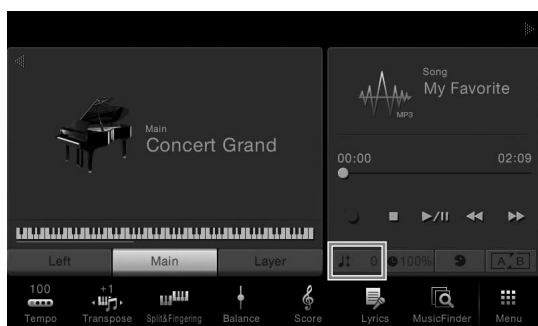 Main
Concert Grand
Left
Main
Layer
Song
My Favorite
MP3
00:00
02:09
0
100%
A B
100
Tempo
+1
Transpose
Split&Fingering
Balance
Score
Lyrics
MusicFinder
Menu